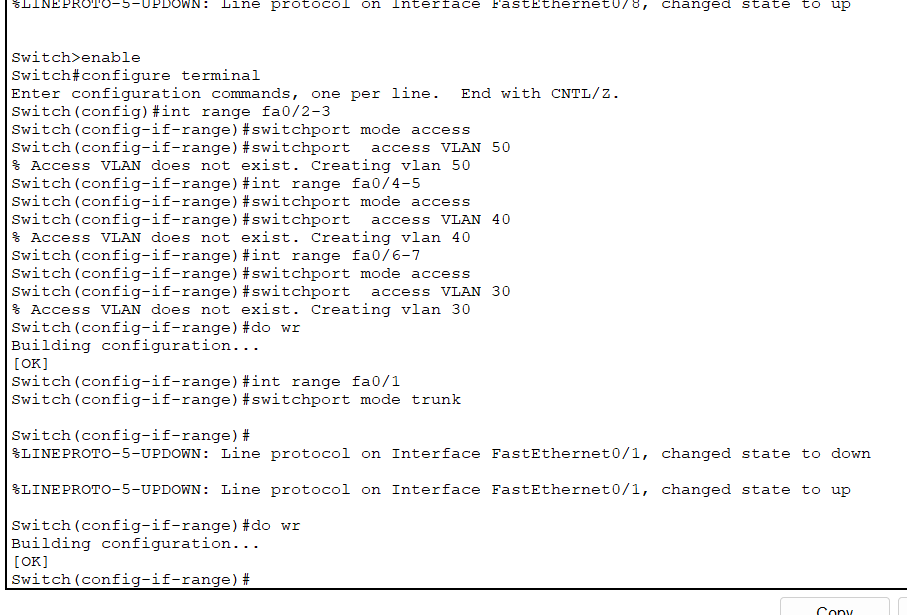 %LINEPROTO-5-UPDOWN: Line protocol on Interface FastEthernet0/8, changed state to up
Switch>enable
Switch#configure terminal
Enter configuration commands, one per line.  End with CNTL/Z.
Switch(config)#int range fa0/2-3
Switch(config-if-range)#switchport mode access
Switch(config-if-range)#switchport  access VLAN 50
% Access VLAN does not exist. Creating vlan 50
Switch(config-if-range)#int range fa0/4-5
Switch(config-if-range)#switchport mode access
Switch(config-if-range)#switchport  access VLAN 40
% Access VLAN does not exist. Creating vlan 40
Switch(config-if-range)#int range fa0/6-7
Switch(config-if-range)#switchport mode access
Switch(config-if-range)#switchport  access VLAN 30
% Access VLAN does not exist. Creating vlan 30
Switch(config-if-range)#do wr
Building configuration...
[OK]
Switch(config-if-range)#int range fa0/1
Switch(config-if-range)#switchport mode trunk
Switch(config-if-range)#
%LINEPROTO-5-UPDOWN: Line protocol on Interface FastEthernet0/1, changed state to down
%LINEPROTO-5-UPDOWN: Line protocol on Interface FastEthernet0/1, changed state to up
Switch(config-if-range)#do wr
Building configuration...
[OK]
Switch(config-if-range)#
Copy